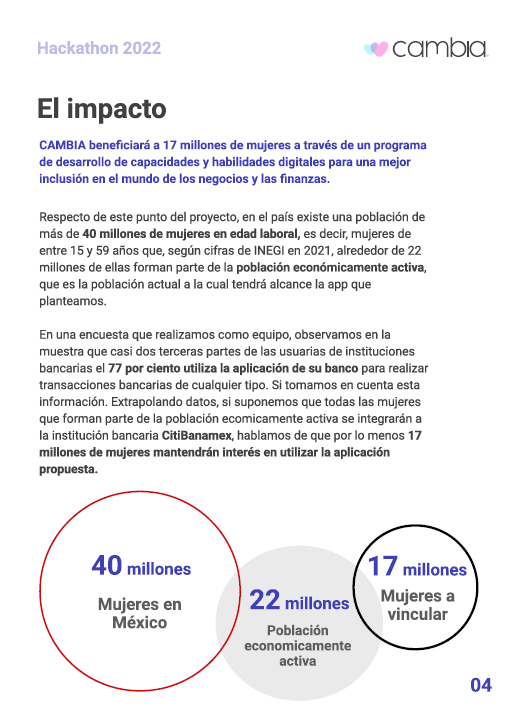 Hackathon 2022
cambia
El impacto
CAMBIA beneficiará a 17 millones de mujeres a través de un programa
de desarrollo de capacidades y habilidades digitales para una mejor
inclusión en el mundo de los negocios y las finanzas.
Respecto de este punto del proyecto, en el país existe una población de
más de 40 millones de mujeres en edad laboral, es decir, mujeres de
entre 15 y 59 años que, según cifras de INEGI en 2021, alrededor de 22
millones de ellas forman parte de la población económicamente activa,
que es la población actual a la cual tendrá alcance la app que
planteamos.
En una encuesta que realizamos como equipo, observamos en la
muestra que casi dos terceras partes de las usuarias de instituciones
bancarias el 77 por ciento utiliza la aplicación de su banco para realizar
transacciones bancarias de cualquier tipo. Si tomamos en cuenta esta
información. Extrapolando datos, si suponemos que todas las mujeres
que forman parte de la población ecomicamente activa se integrarán a
la institución bancaria CitiBanamex, hablamos de que por lo menos 17
millones de mujeres mantendrán interés en utilizar la aplicación
propuesta.
40 millones
Mujeres en
México
22 millones
Población
economicamente
activa
17 millones
Mujeres a
vincular
04